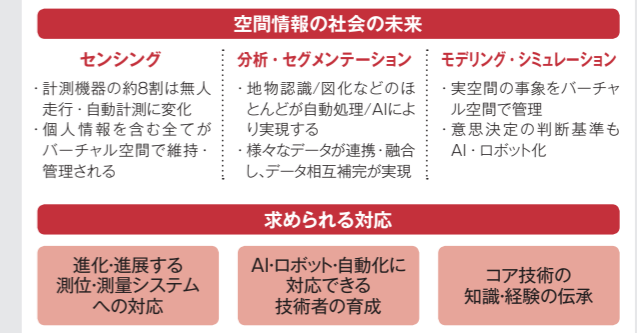 空間情報の社会の未来
センシング
・計測機器の約8割は無人
走行・自動計測に変化
・個人情報を含む全てが
バーチャル空間で維持・
管理される
分析・セグメンテーション
・地物認識/図化などのほ
とんどが自動処理/AIによ
り実現する
・様々なデータが連携・融合
し、データ相互補完が実現
モデリング・シミュレーション
・実空間の事象をバーチャ
ル空間で管理
・意思決定の判断基準も
AI・ロボット化
求められる対応
進化・進展する
測位・測量システム
への対応
AI・ロボット・自動化に
対応できる
技術者の育成
コア技術の
知識・経験の伝承